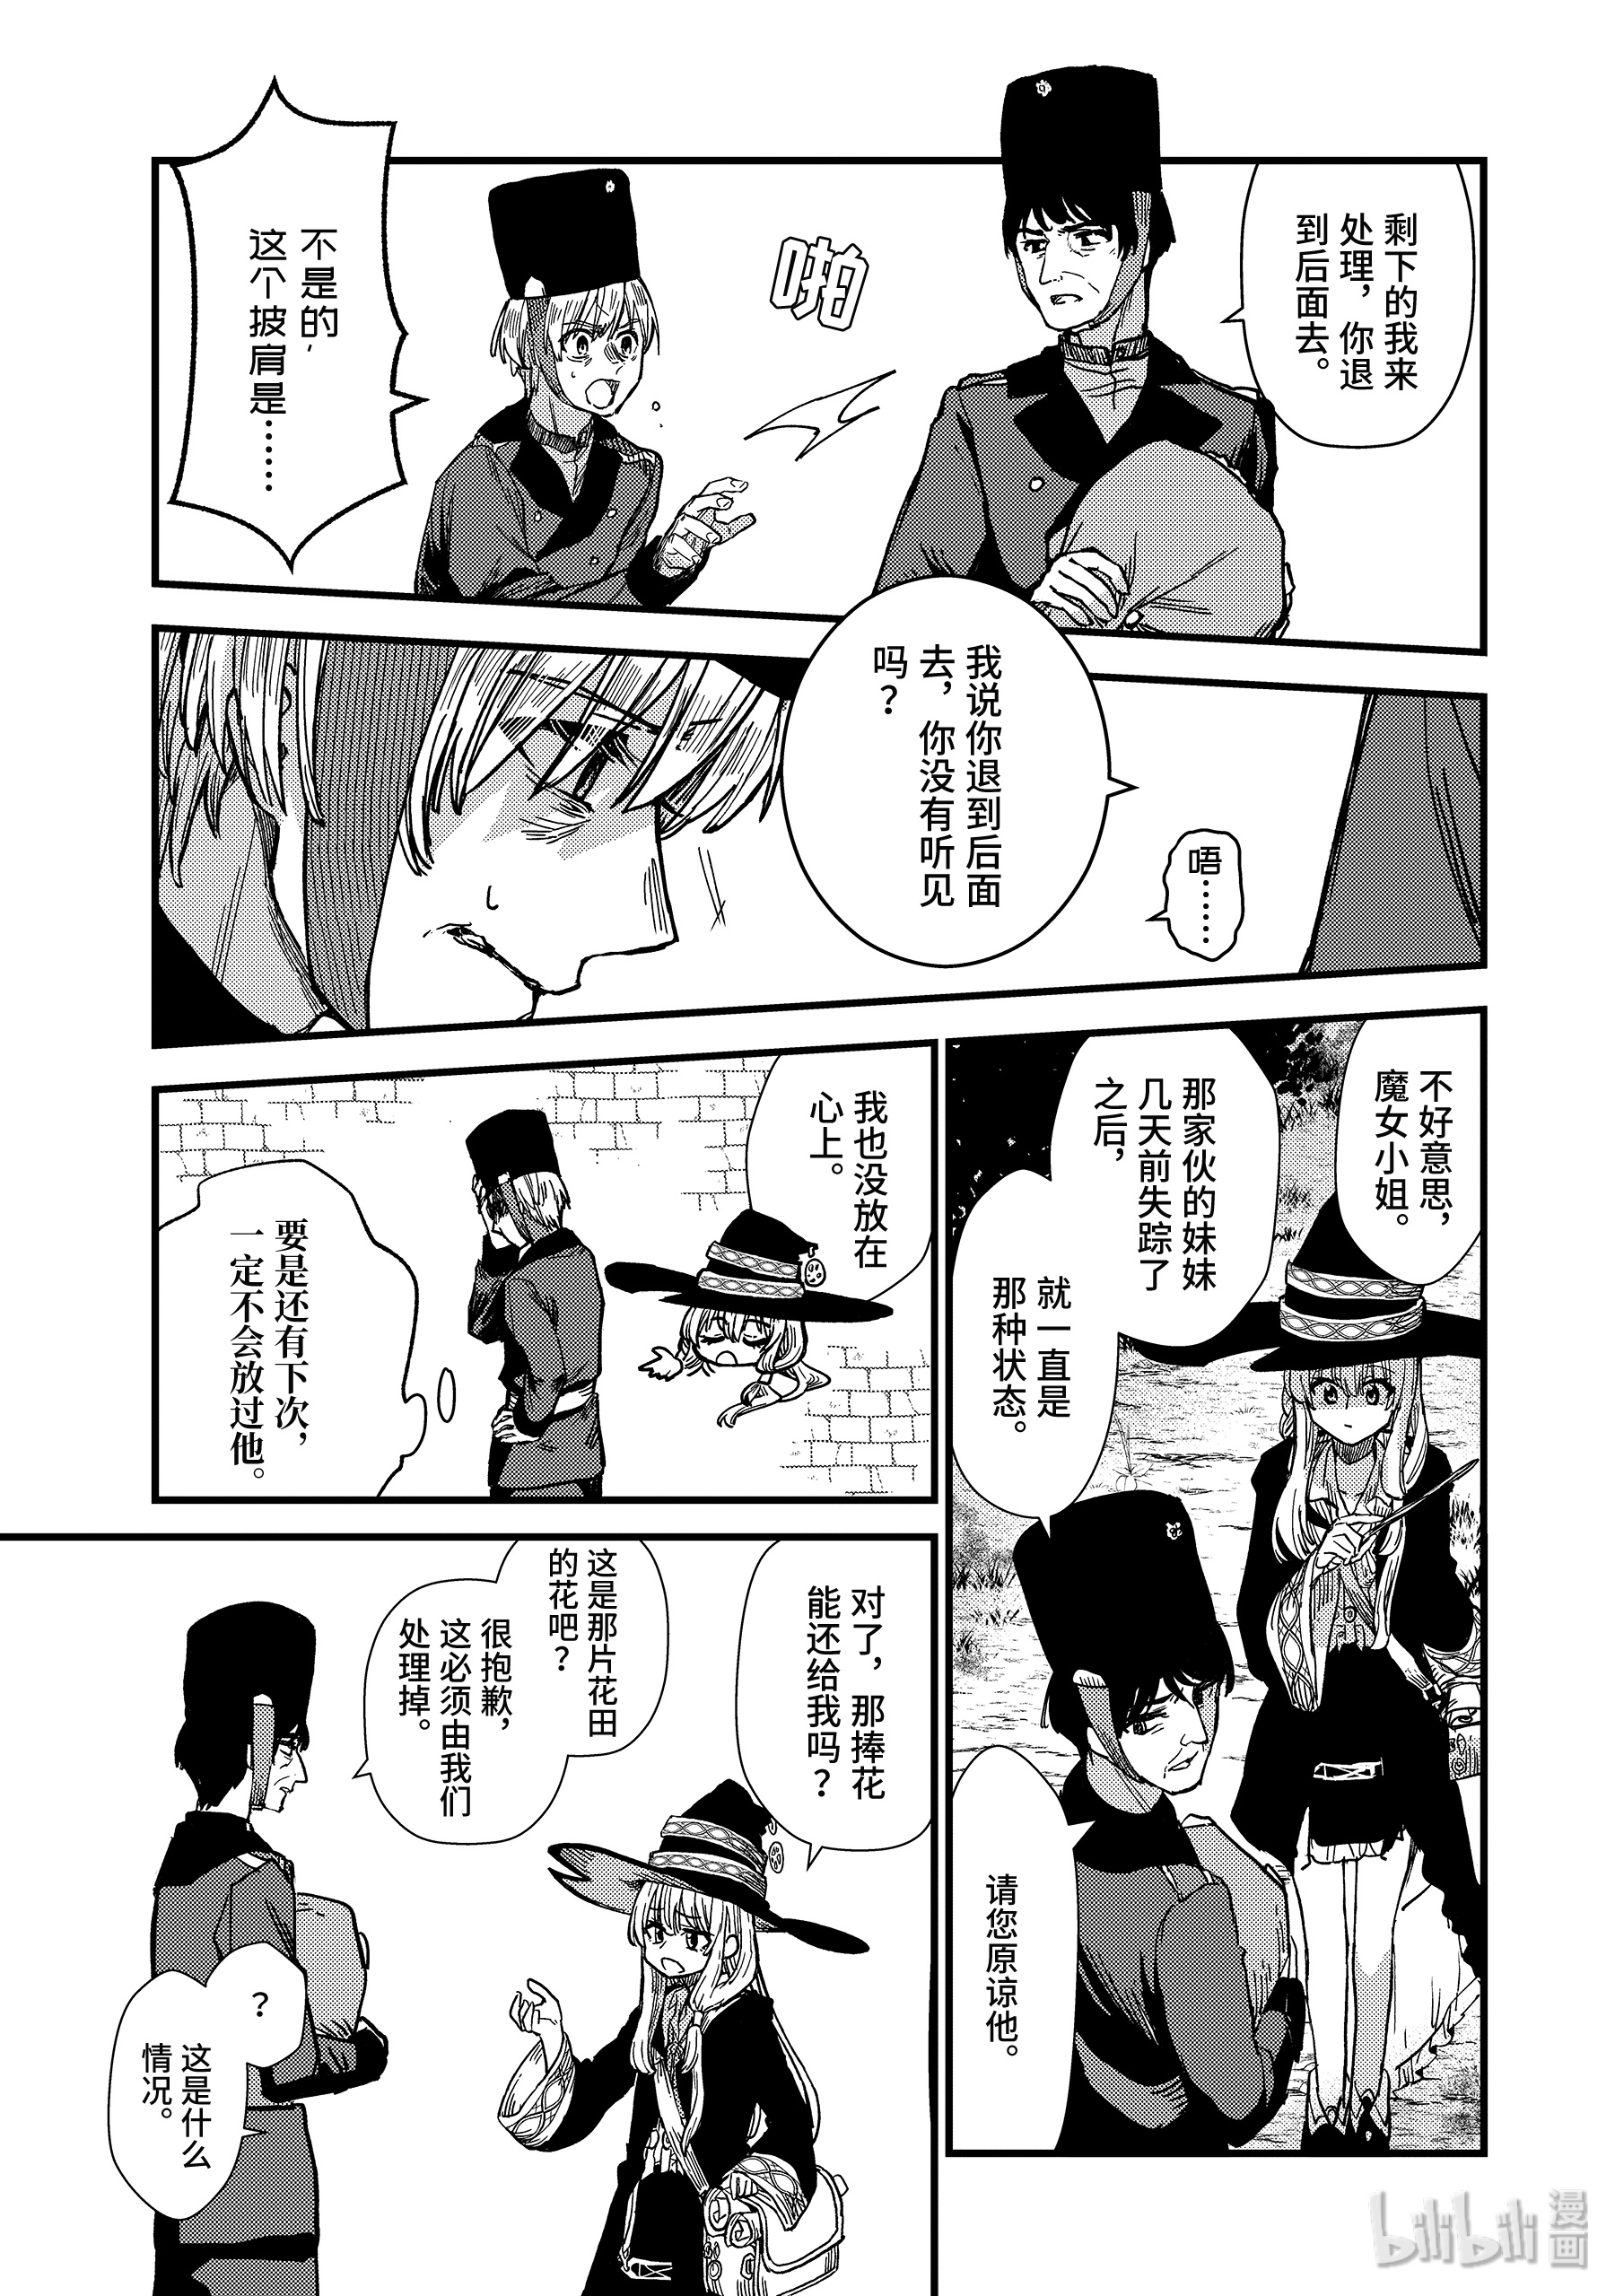 剩下的我来
处理，你退
到后面去。
啪
不是的，
这个披肩是……
我说你退到后面
去，你没有听见
吗？
唔……
不好意思，
魔女小姐。
那家伙的妹妹
几天前失踪了
之后，
就一直是
那种状态。
请您原谅他。
我也没放在
心上。
要是还有下次，
一定不会放过他。
对了，那捧花
能还给我吗？
这是那片花田
的花吧？
很抱歉，
这必须由我们
处理掉。
？
这是什么
情况。
bilibili
漫画